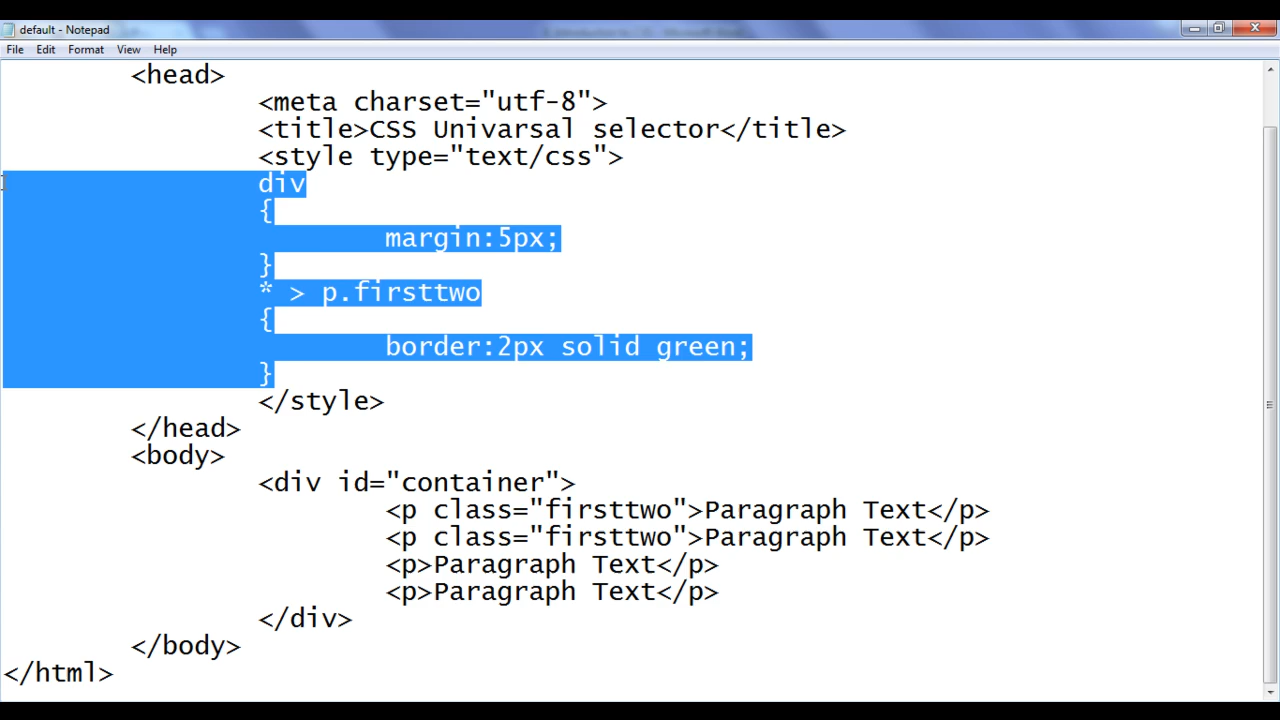 default - Notepad
File Edit Format View Help
<head>
<meta charset="utf-8">
<title>CSS Univarsal selector</title>
<style type="text/css">
div
{
margin:5px;
}
* > p.firsttwo
{
border:2px solid green;
}
</style>
</head>
<body>
<div id="container">
<p class="firsttwo">Paragraph Text</p>
<p class="firsttwo">Paragraph Text</p>
<p>Paragraph Text</p>
<p>Paragraph Text</p>
</div>
</body>
</html>